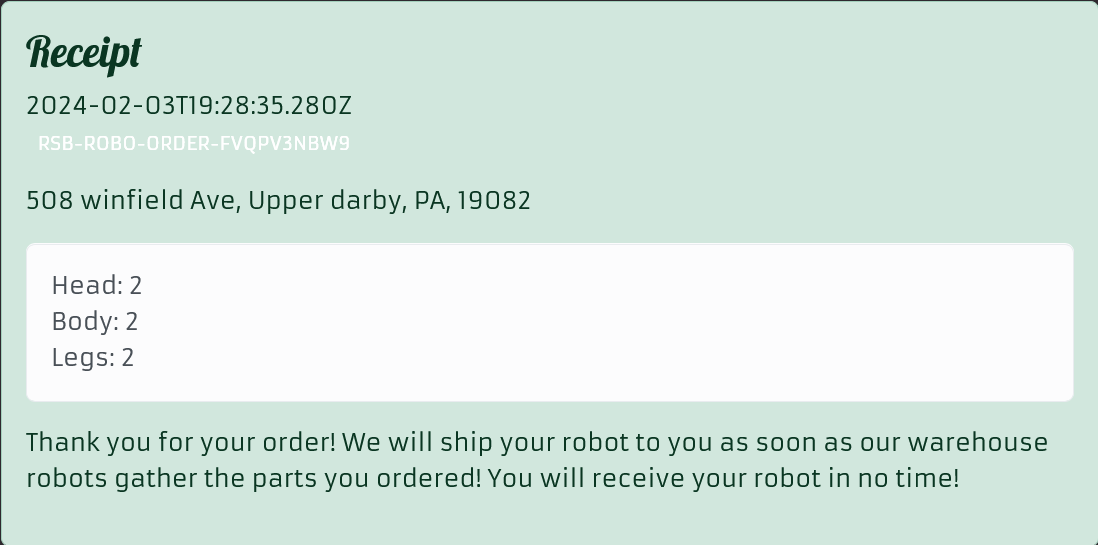 Receipt
2024-02-03T19:28:35.280Z
RSB-ROBO-ORDER-FVQPV3NBW9
508 winfield Ave, Upper darby, PA, 19082
Head: 2
Body: 2
Legs: 2
Thank you for your order! We will ship your robot to you as soon as our warehouse
robots gather the parts you ordered! You will receive your robot in no time!